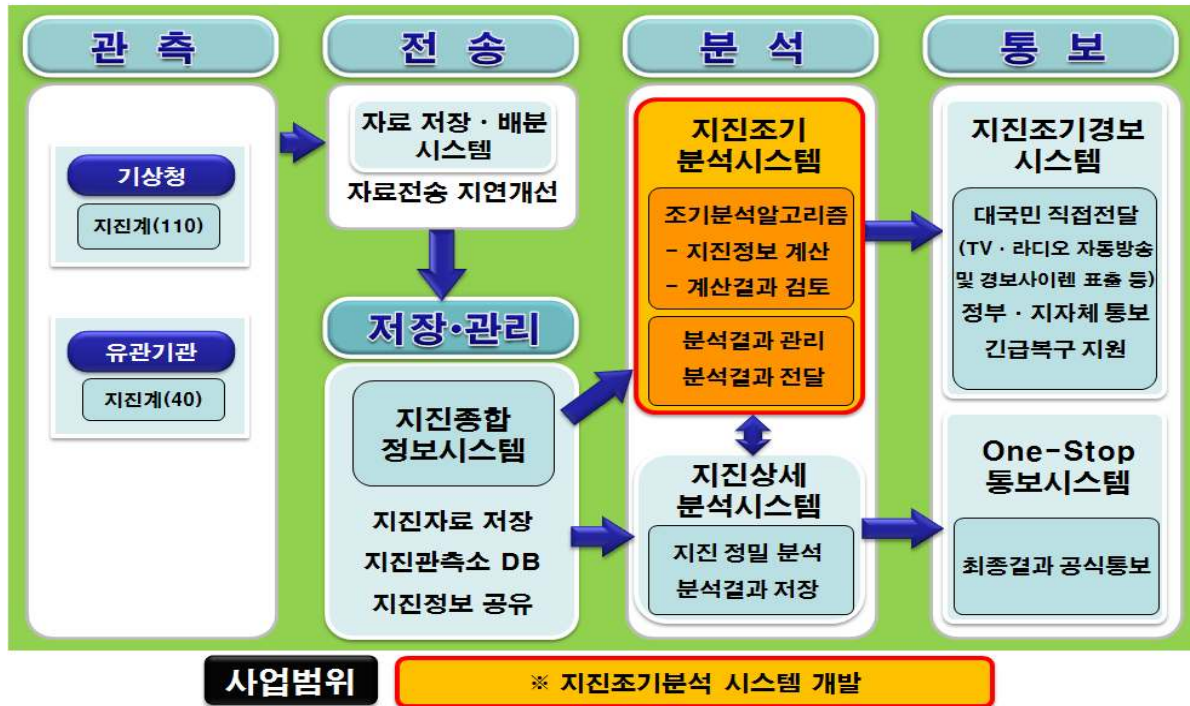 관 측
기상청
지진계(110)
유관기관
지진계(40)
전 송
자료 저장 · 배분
시스템
자료전송 지연개선
저장·관리
지진종합
정보시스템
지진자료 저장
지진관측소 DB
지진정보 공유
분 석
지진조기
분석시스템
조기분석알고리즘
- 지진정보 계산
- 계산결과 검토
분석결과 관리
분석결과 전달
지진상세
분석시스템
지진 정밀 분석
분석결과 저장
통 보
지진조기경보
시스템
대국민 직접전달
(TV · 라디오 자동방송
및 경보사이렌 표출 등)
정부 · 지자체 통보
긴급복구 지원
One-Stop
통보시스템
최종결과 공식통보
사업범위
※ 지진조기분석 시스템 개발